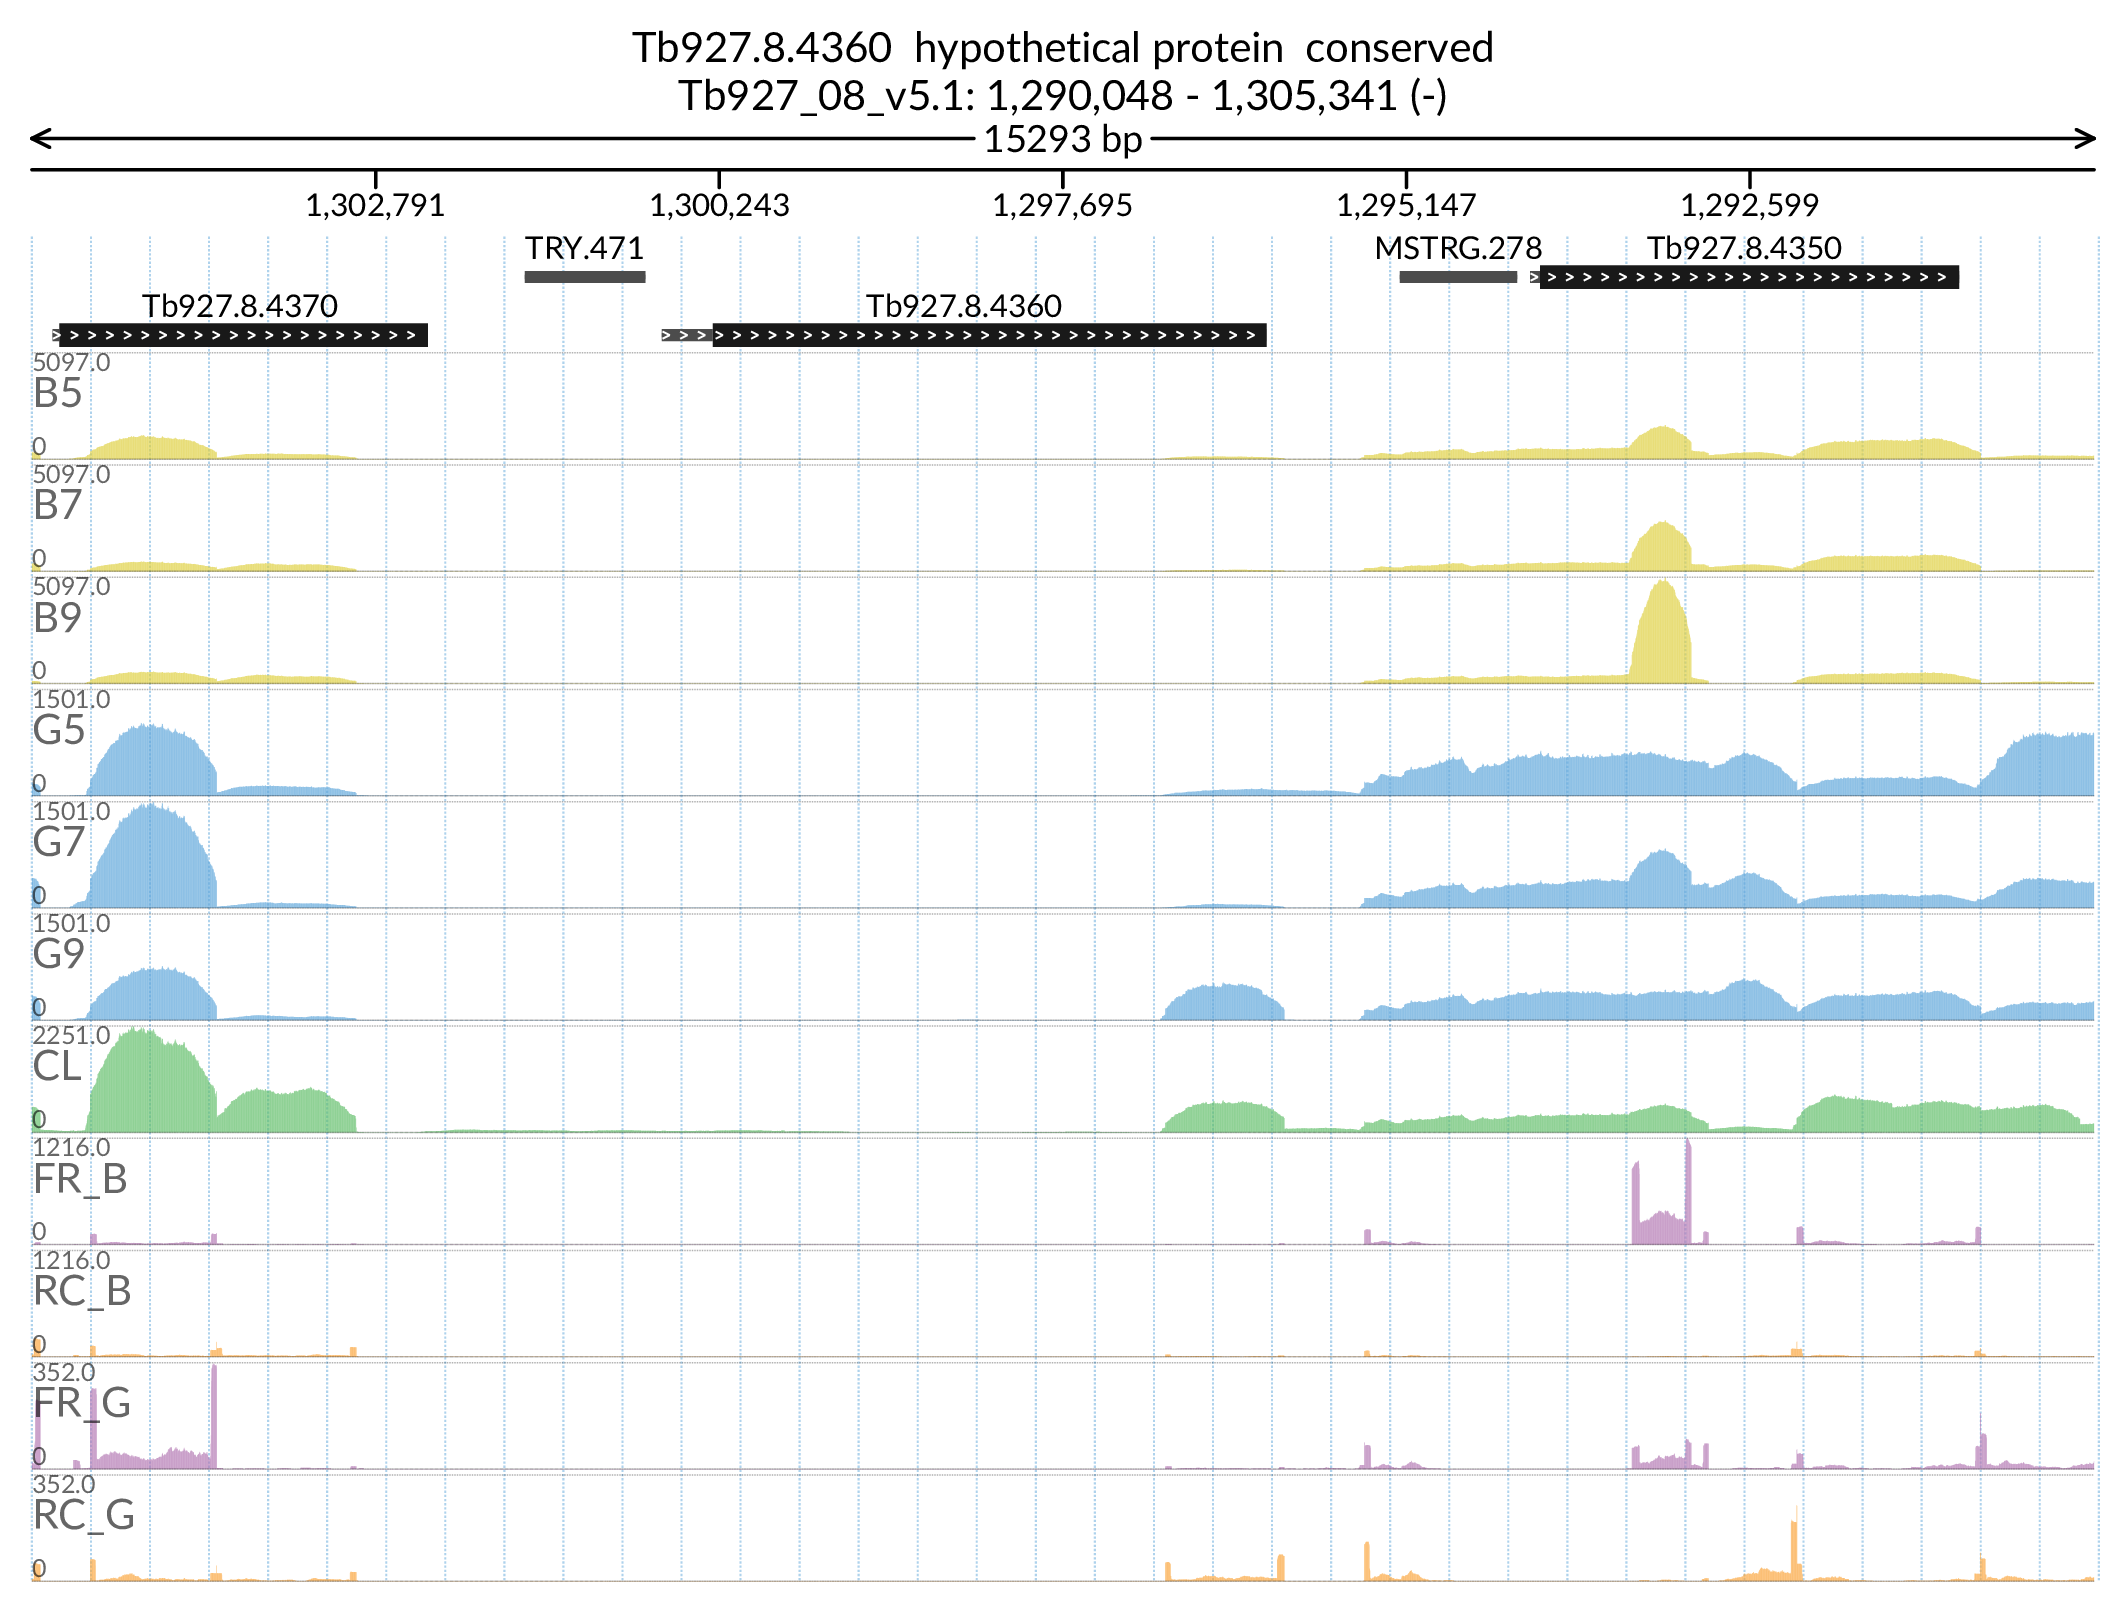 Tb927.8.4360 hypothetical protein conserved
Tb927_08_v5.1: 1,290,048 - 1,305,341 (-)
15293 bp
1,302,791 1,300,243 1,297,695 1,295,147 1,292,599
TRY.471 MSTRG.278 Tb927.8.4350
Tb927.8.4370 Tb927.8.4360
5097.0
B5
0
5097.0
B7
0
5097.0
B9
0
1501.0
G5
0
1501.0
G7
0
1501.0
G9
0
2251.0
CL
0
1216.0
FR_B
0
1216.0
RC_B
0
352.0
FR_G
0
352.0
RC_G
0